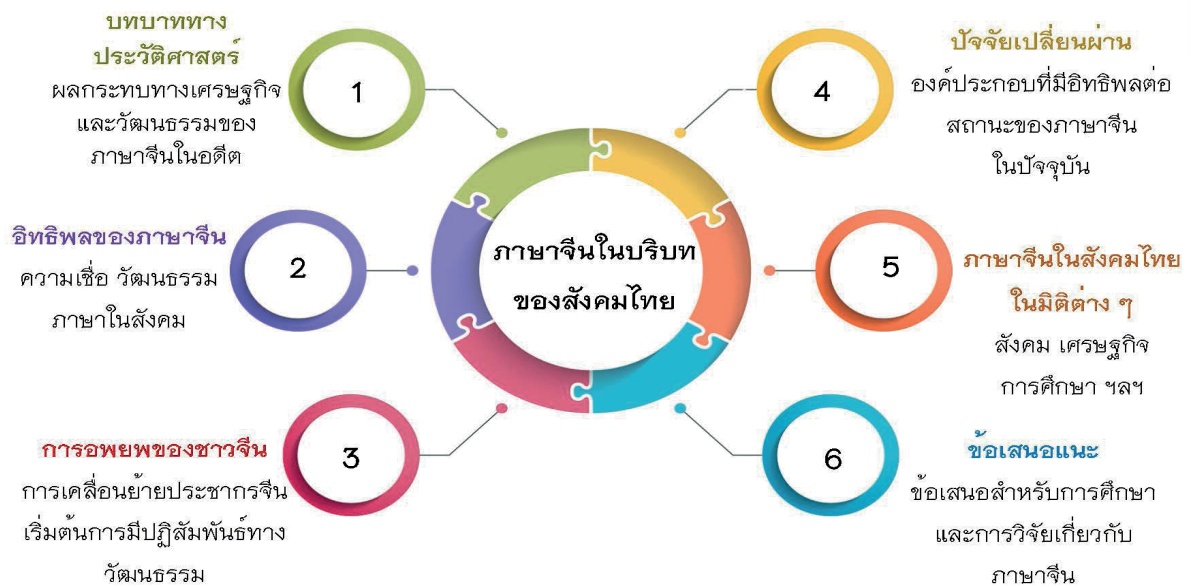 บทบาททาง
ประวัติศาสตร์
ผลกระทบทางเศรษฐกิจ
และวัฒนธรรมของ
ภาษาจีนในอดีต
1
อิทธิพลของภาษาจีน
ความเชื่อ วัฒนธรรม
ภาษาในสังคม
2
การอพยพของชาวจีน
การเคลื่อนย้ายประชากรจีน
เริ่มต้นการมีปฏิสัมพันธ์ทาง
วัฒนธรรม
3
ภาษาจีนในบริบท
ของสังคมไทย
4
ปัจจัยเปลี่ยนผ่าน
องค์ประกอบที่มีอิทธิพลต่อ
สถานะของภาษาจีน
ในปัจจุบัน
5
ภาษาจีนในสังคมไทย
ในมิติต่าง ๆ
สังคม เศรษฐกิจ
การศึกษา ฯลฯ
6
ข้อเสนอแนะ
ข้อเสนอสำหรับการศึกษา
และการวิจัยเกี่ยวกับ
ภาษาจีน